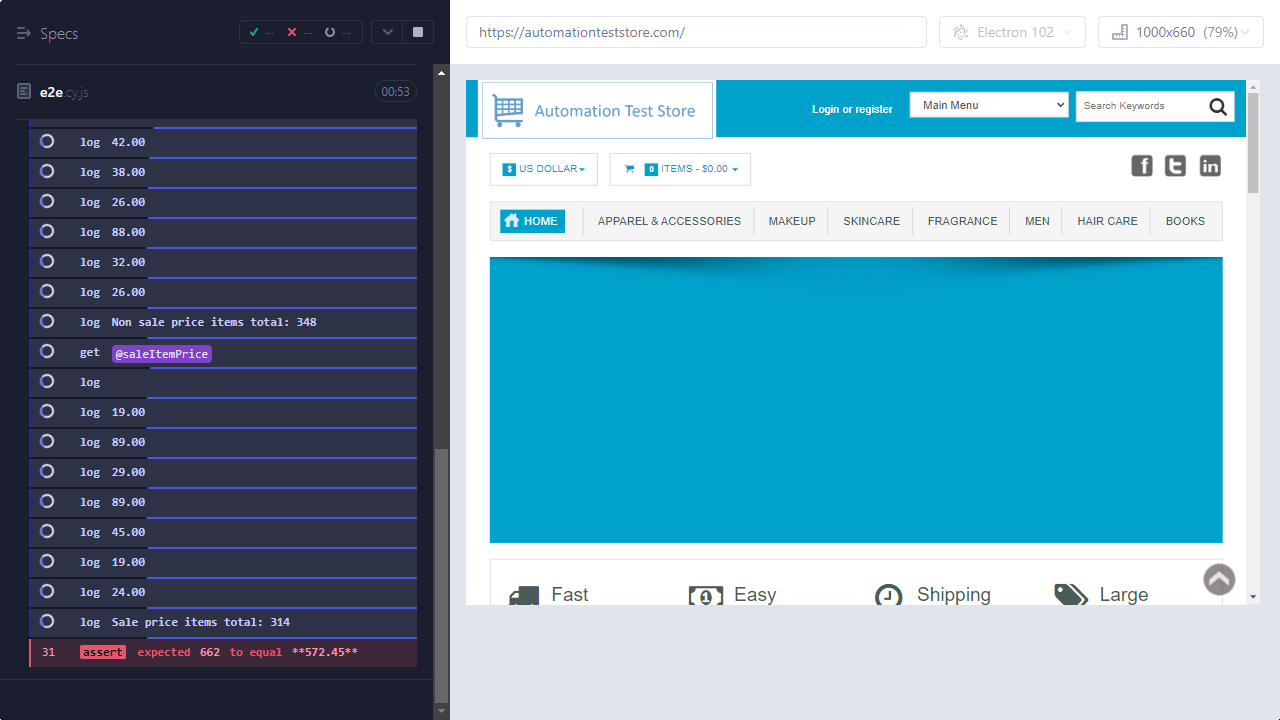 Specs
-- -- --
e2e.cy.js 00:53
log 42.00
log 38.00
log 26.00
log 88.00
log 32.00
log 26.00
log Non sale price items total: 348
get @saleItemPrice
log
log 19.00
log 89.00
log 29.00
log 89.00
log 45.00
log 19.00
log 24.00
log Sale price items total: 314
31 assert expected 662 to equal **572.45**
https://automationteststore.com/ Electron 102 1000x660 (79%)
Automation Test Store Login or register Main Menu Search Keywords
$ US DOLLAR 0 ITEMS - $0.00 f t in
HOME APPAREL & ACCESSORIES MAKEUP SKINCARE FRAGRANCE MEN HAIR CARE BOOKS
Fast 1 Easy Shipping Large